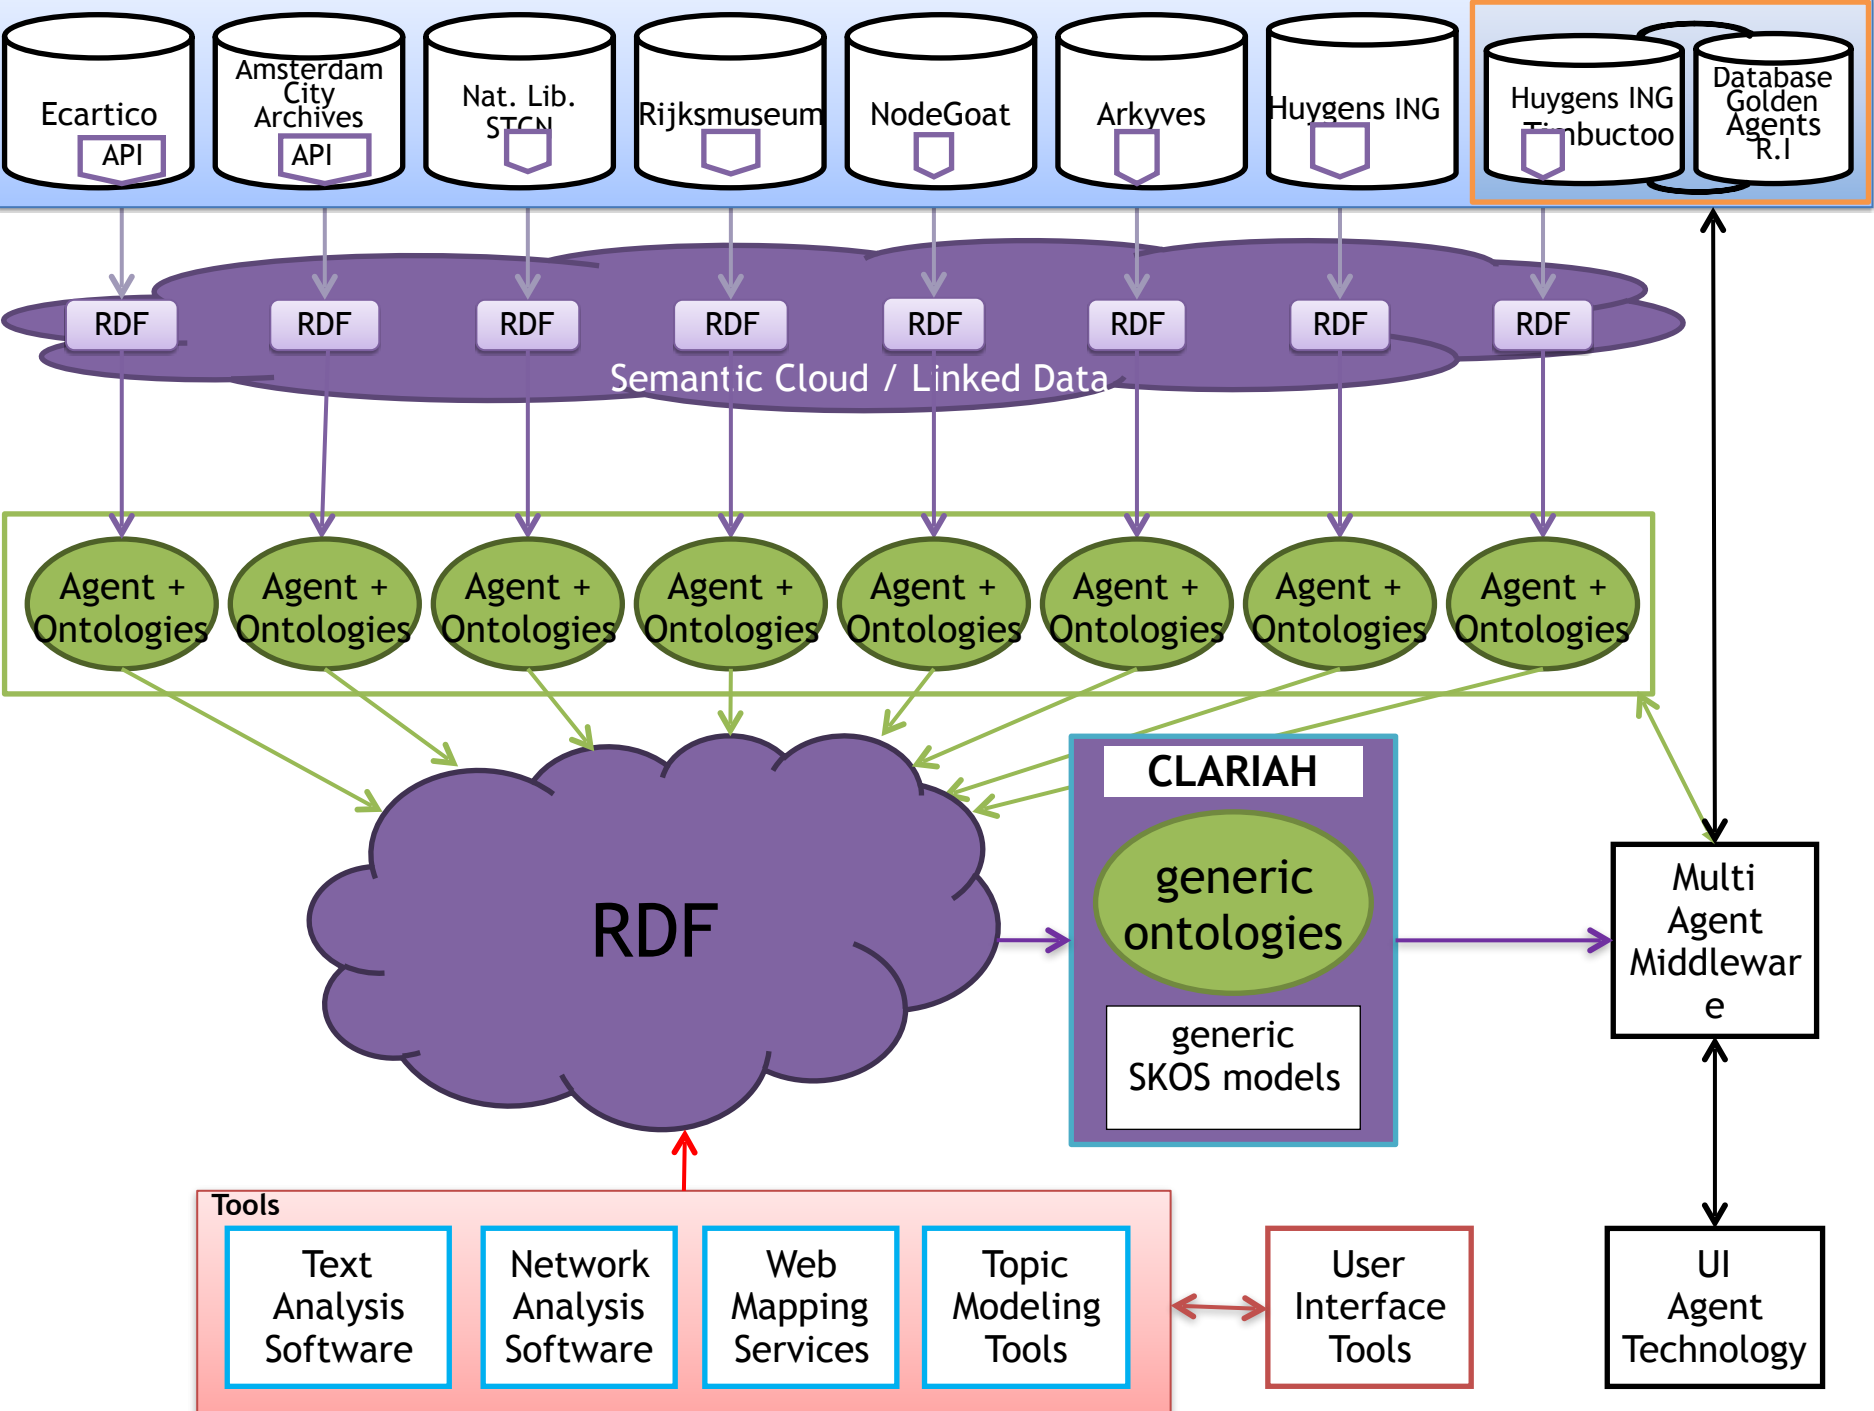 Ecartico
API
Amsterdam
City
Archives
API
Nat. Lib.
STCN
Rijksmuseum
NodeGoat
Arkyves
Huygens ING
Huygens ING
Timbuctoo
Database
Golden
Agents
R.I
RDF
RDF
RDF
RDF
RDF
RDF
RDF
RDF
Semantic Cloud / Linked Data
Agent +
Ontologies
Agent +
Ontologies
Agent +
Ontologies
Agent +
Ontologies
Agent +
Ontologies
Agent +
Ontologies
Agent +
Ontologies
Agent +
Ontologies
RDF
CLARIAH
generic
ontologies
generic
SKOS models
Multi
Agent
Middlewar
e
Tools
Text
Analysis
Software
Network
Analysis
Software
Web
Mapping
Services
Topic
Modeling
Tools
User
Interface
Tools
UI
Agent
Technology